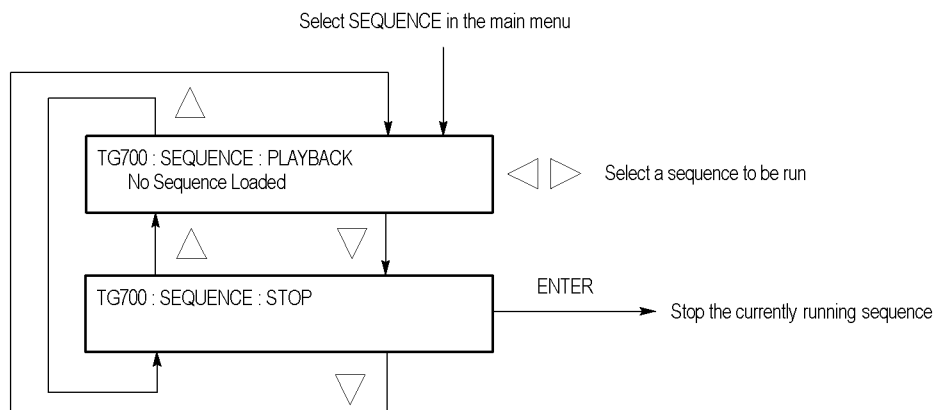 Select SEQUENCE in the main menu
TG700 : SEQUENCE : PLAYBACK
No Sequence Loaded
Select a sequence to be run
TG700 : SEQUENCE : STOP
ENTER
Stop the currently running sequence